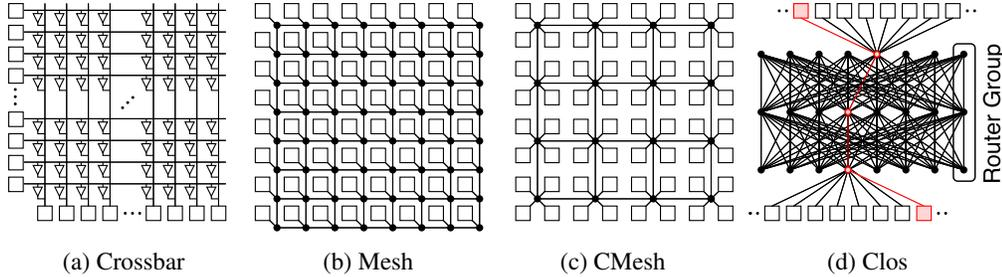 Router Group
(a) Crossbar
(b) Mesh
(c) CMesh
(d) Clos